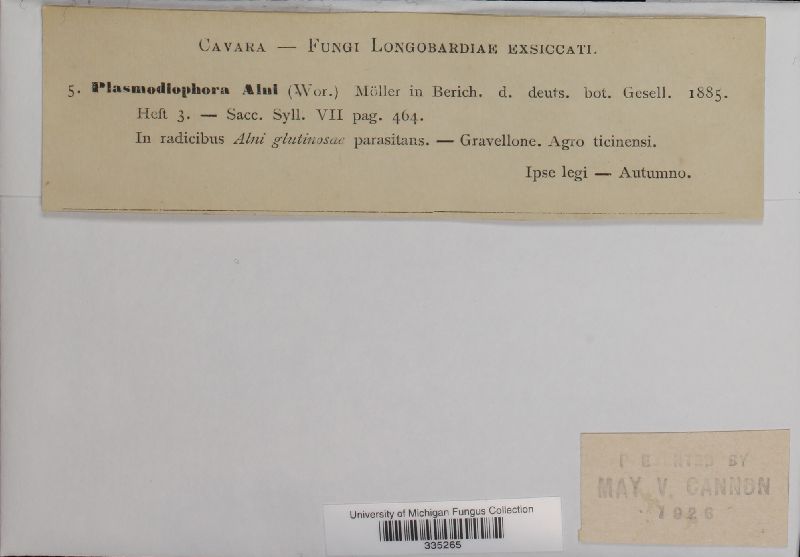 Cavara — Fungi Longobardiae exsiccati.
5. Plasmodiophora Alni (Wor.) Möller in Berich. d. deuts. bot. Gesell. 1885.
Heft 3. — Sacc. Syll. VII pag. 464.
In radicibus Alni glutinosae parasitans. — Gravellone. Agro ticinensi.
Ipse legi — Autumno.
PRESENTED BY
MAY V. CANNON
1926
University of Michigan Fungus Collection
335265